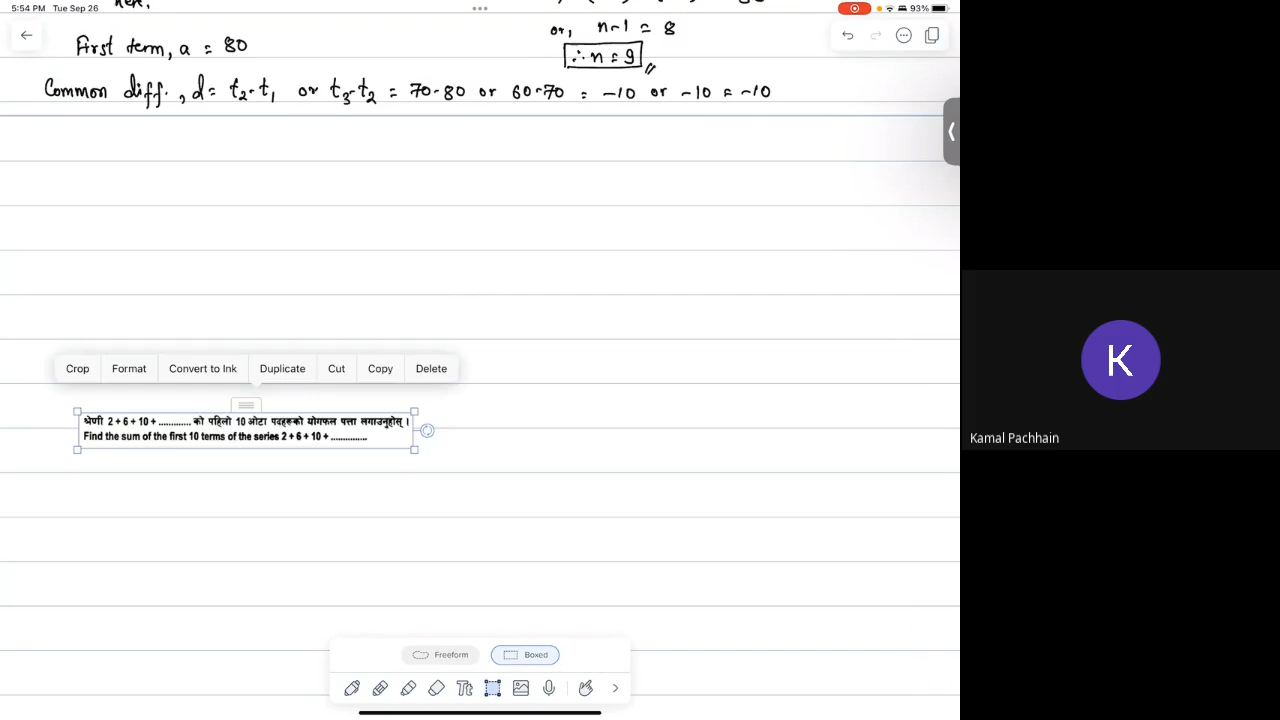 5:54 PM Tue Sep 26
93%
here,
First term, a = 80
or, n-1 = 8
∴ n = 9
Common diff., d = t₂-t₁ or t₃-t₂ = 70-80 or 60-70 = -10 or -10 = -10
Crop Format Convert to Ink Duplicate Cut Copy Delete
श्रेणी 2 + 6 + 10 + ............. को पहिलो 10 ओटा पदहरूको योगफल पत्ता लगाउनुहोस् ।
Find the sum of the first 10 terms of the series 2 + 6 + 10 + ..............
K
Kamal Pachhain
Freeform Boxed
Tt